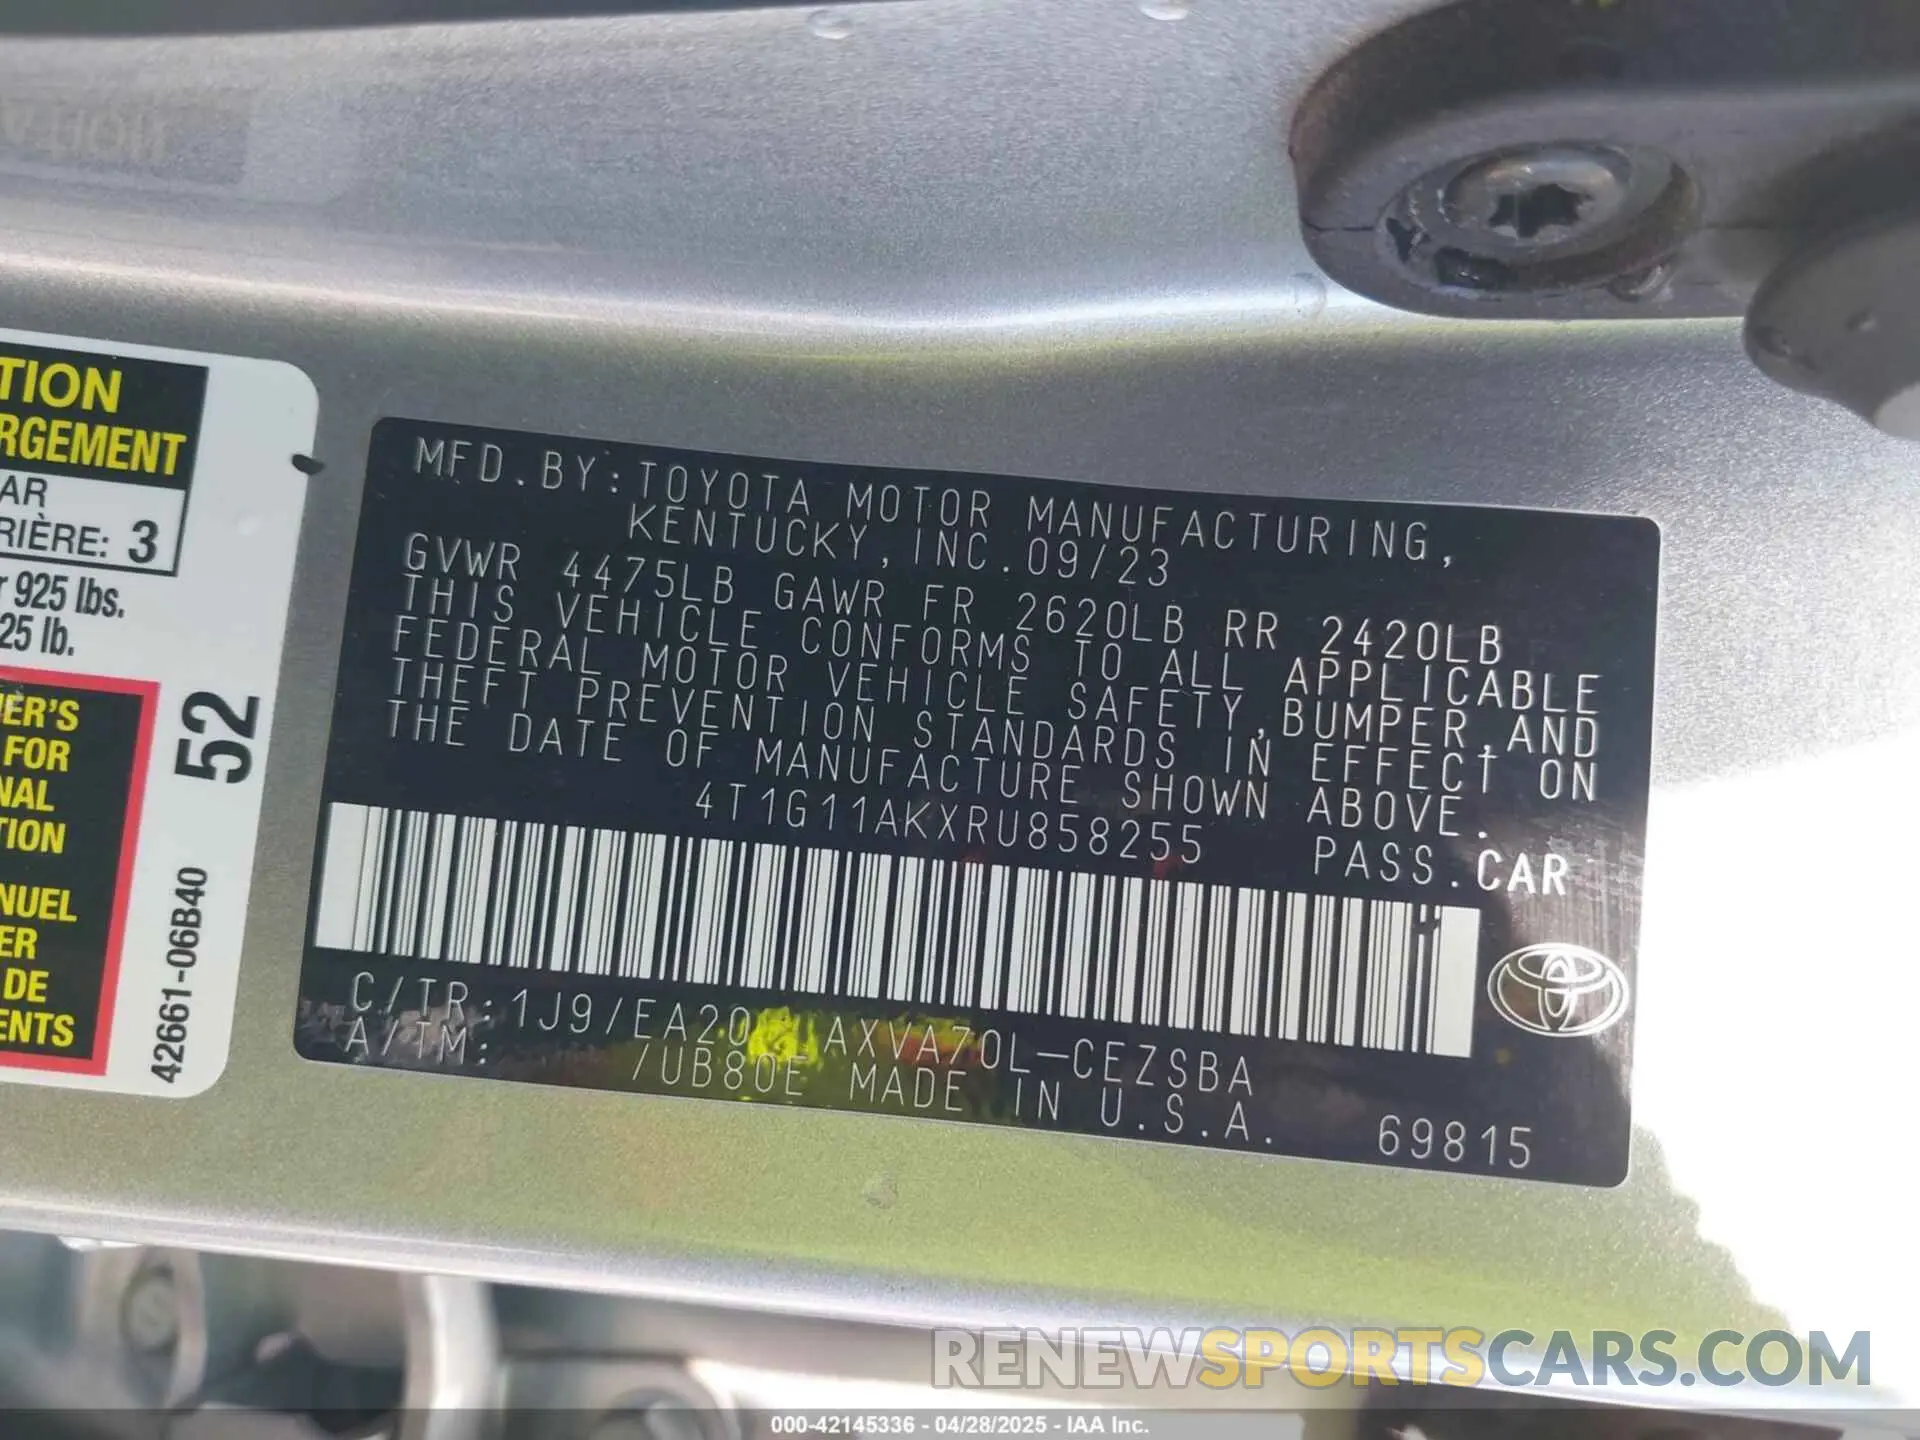 TION
RGEMENT
AR
RIÈRE: 3
925 lbs.
25 lb.
ER'S
FOR
NAL
TION
NUEL
ER
DE
ENTS
52
42661-06B40
MFD.BY:TOYOTA MOTOR MANUFACTURING,
KENTUCKY,INC.09/23
GVWR 4475LB GAWR FR 2620LB RR 2420LB
THIS VEHICLE CONFORMS TO ALL APPLICABLE
FEDERAL MOTOR VEHICLE SAFETY,BUMPER,AND
THEFT PREVENTION STANDARDS IN EFFECT ON
THE DATE OF MANUFACTURE SHOWN ABOVE.
4T1G11AKXRU858255 PASS.CAR
C/TR:1J9/EA20 AXVA70L-CEZSBA
A/TM: /UB80E MADE IN U.S.A.
69815
RENEWSPORTSCARS.COM
000-42145336 - 04/28/2025 - IAA Inc.